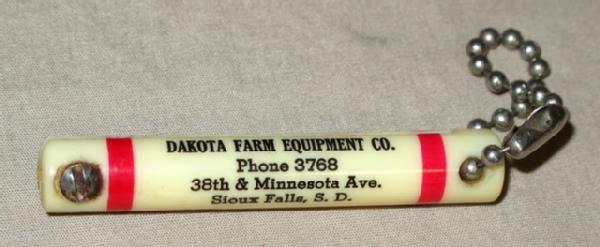 DAKOTA FARM EQUIPMENT CO.
Phone 3768
38th & Minnesota Ave.
Sioux Falls, S. D.